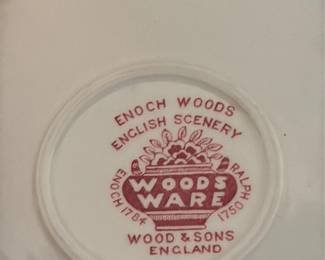 ENOCH WOODS
ENGLISH SCENERY
WOODS
WARE
ENOCH 1784
RALPH 1750
WOOD & SONS
ENGLAND